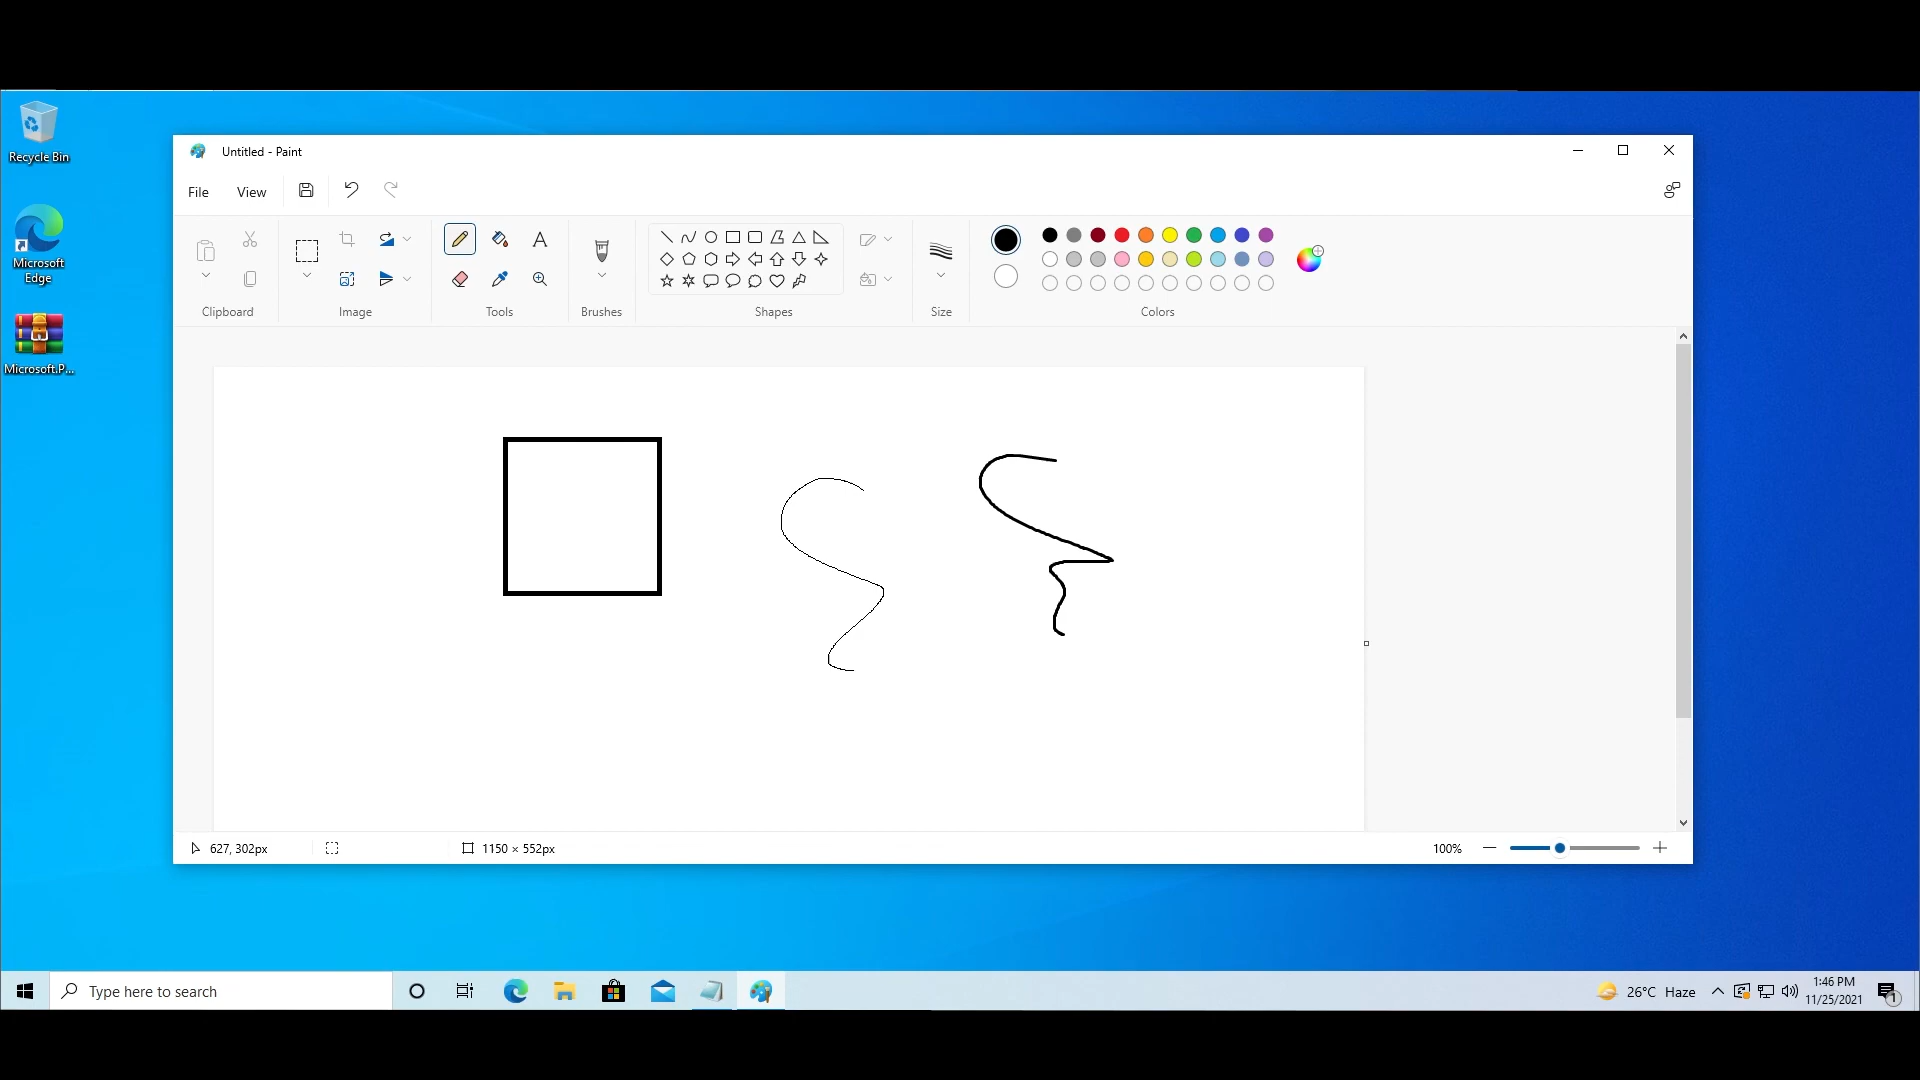 Recycle Bin
Microsoft
Edge
Microsoft.P...
Untitled - Paint
File View
Clipboard Image Tools Brushes Shapes Size Colors
627, 302px 1150 × 552px 100%
Type here to search
26°C Haze
1:46 PM
11/25/2021
1